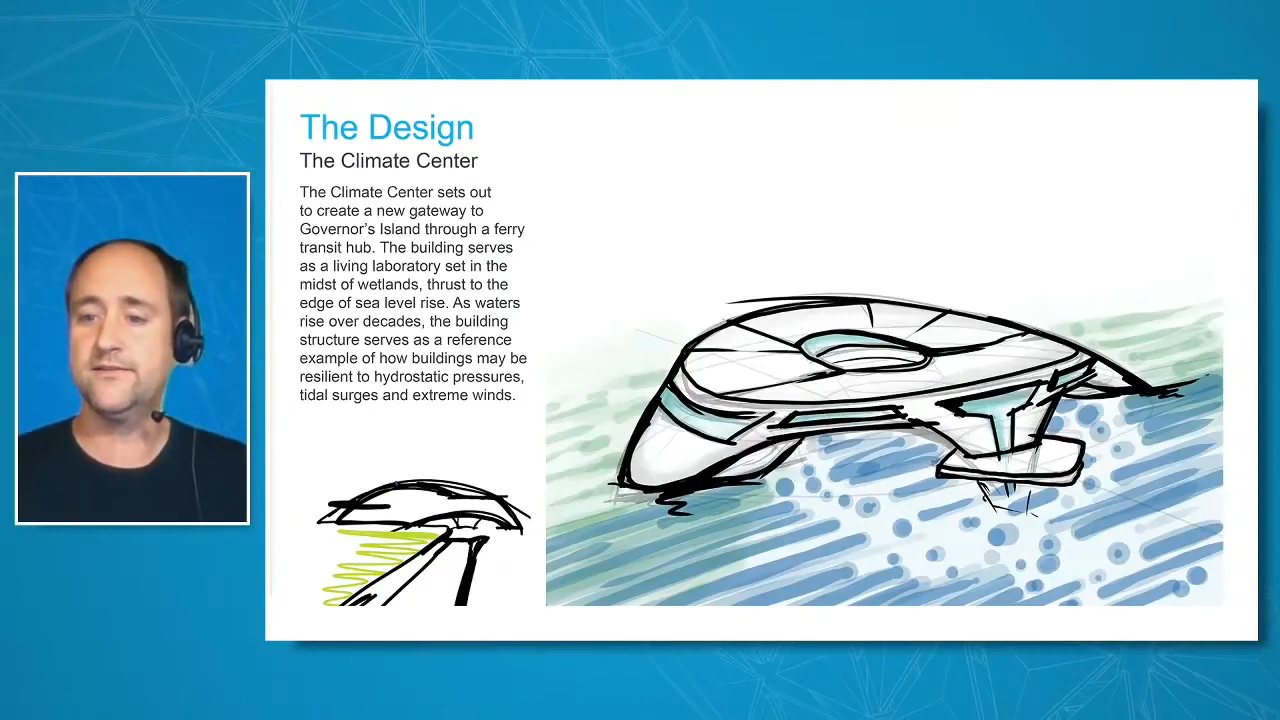 The Design
The Climate Center
The Climate Center sets out
to create a new gateway to
Governor's Island through a ferry
transit hub. The building serves
as a living laboratory set in the
midst of wetlands, thrust to the
edge of sea level rise. As waters
rise over decades, the building
structure serves as a reference
example of how buildings may be
resilient to hydrostatic pressures,
tidal surges and extreme winds.